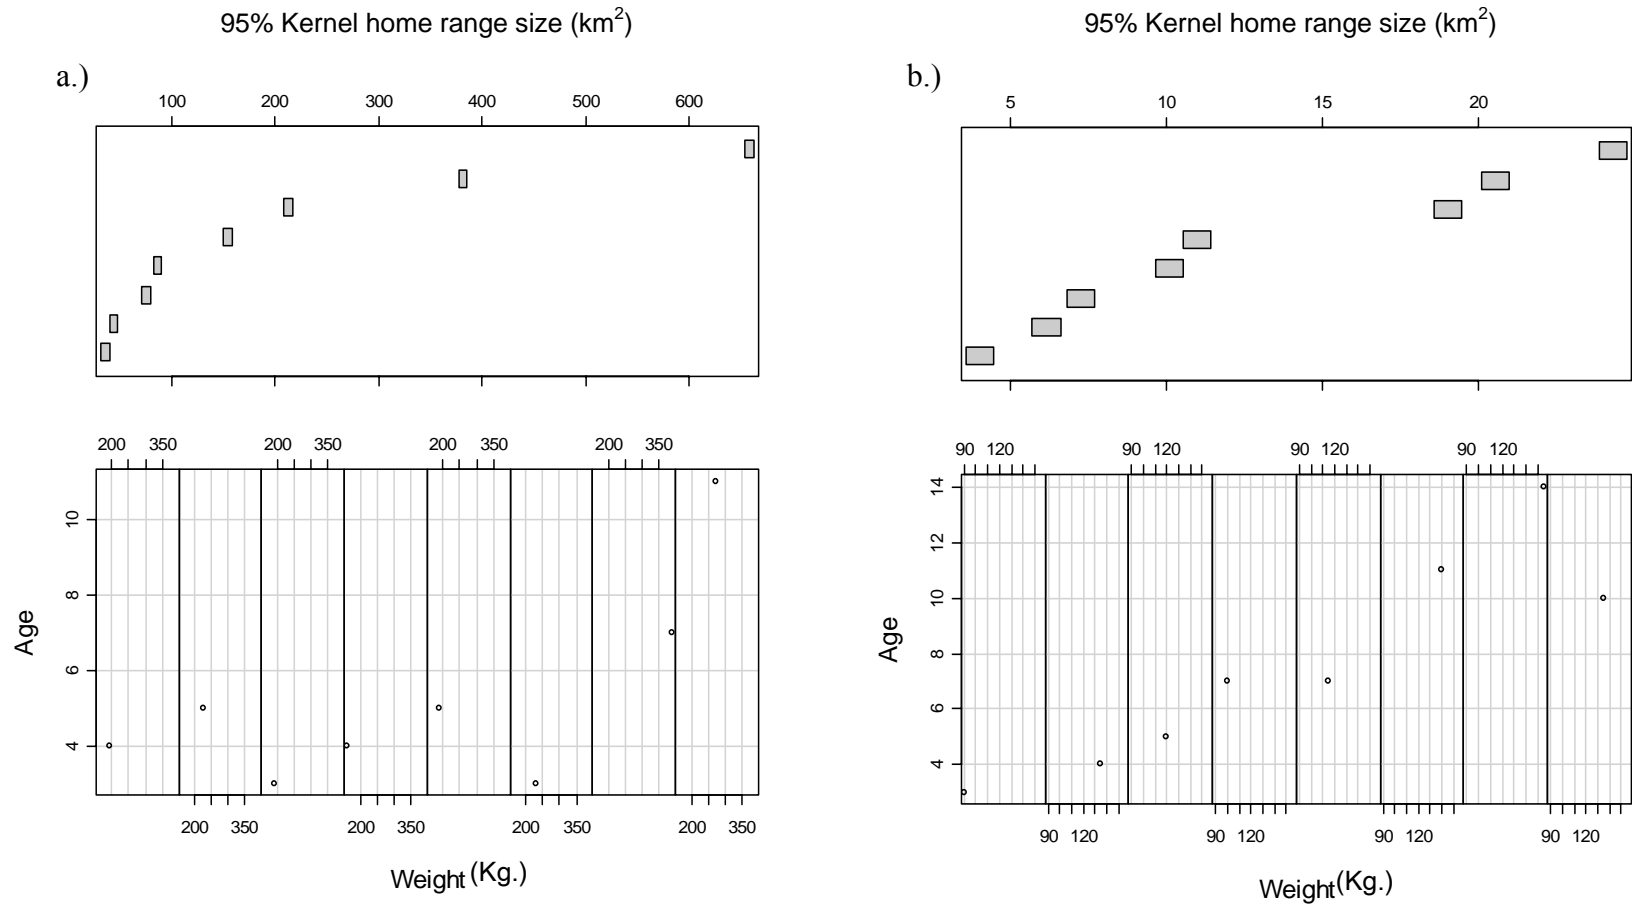 95% Kernel home range size (km2)
a.)
100 200 300 400 500 600
200 350 200 350 200 350 200 350
10
8
6
4
Age
200 350 200 350 200 350 200 350
Weight (Kg.)
95% Kernel home range size (km2)
b.)
5 10 15 20
90 120 90 120 90 120 90 120
14
12
10
8
6
4
Age
90 120 90 120 90 120 90 120
Weight(Kg.)